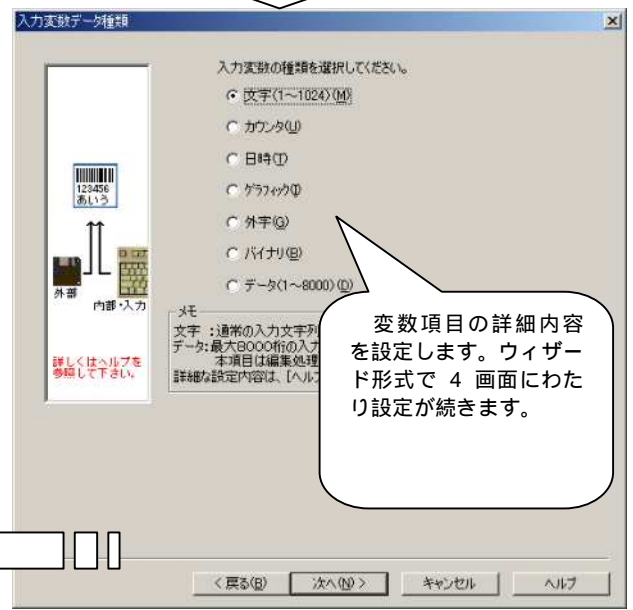 入力変数データ種類
入力変数の種類を選択してください。
文字(1～1024)(M)
カウンタ(U)
日時(T)
グラフィック(I)
外字(G)
バイナリ(B)
データ(1～8000)(D)
123456
あいう
外部
内部・入力
詳しくはヘルプを
参照して下さい。
メモ
文字 :通常の入力文字列
データ:最大8000桁の入力
本項目は編集処理
詳細な設定内容は、[ヘルプ
変数項目の詳細内容
を設定します。ウィザー
ド形式で 4 画面にわた
り設定が続きます。
< 戻る(B)
次へ(N) >
キャンセル
ヘルプ